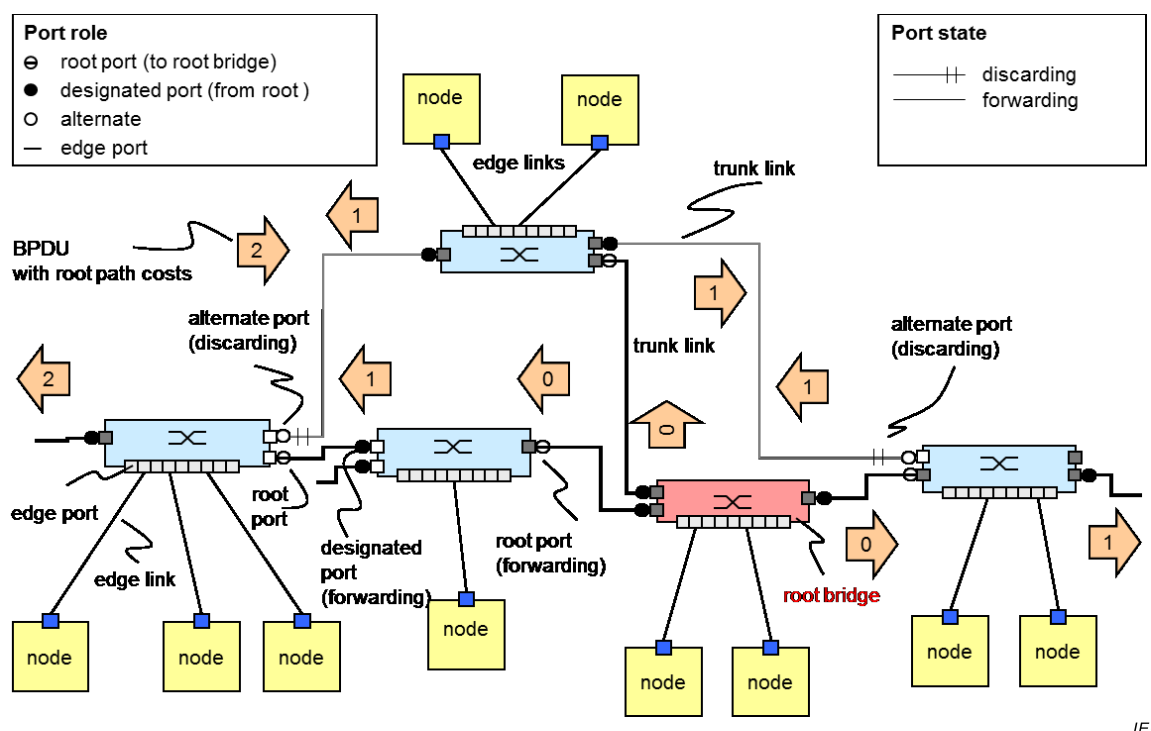 Port role
root port (to root bridge)
designated port (from root )
alternate
edge port
Port state
discarding
forwarding
node
node
edge links
trunk link
1
BPDU
with root path costs
2
1
alternate port
(discarding)
trunk link
alternate port
(discarding)
2
1
0
1
0
edge port
root
port
edge link
designated
port
(forwarding)
root port
(forwarding)
0
1
root bridge
node
node
node
node
node
node
node
node
IF